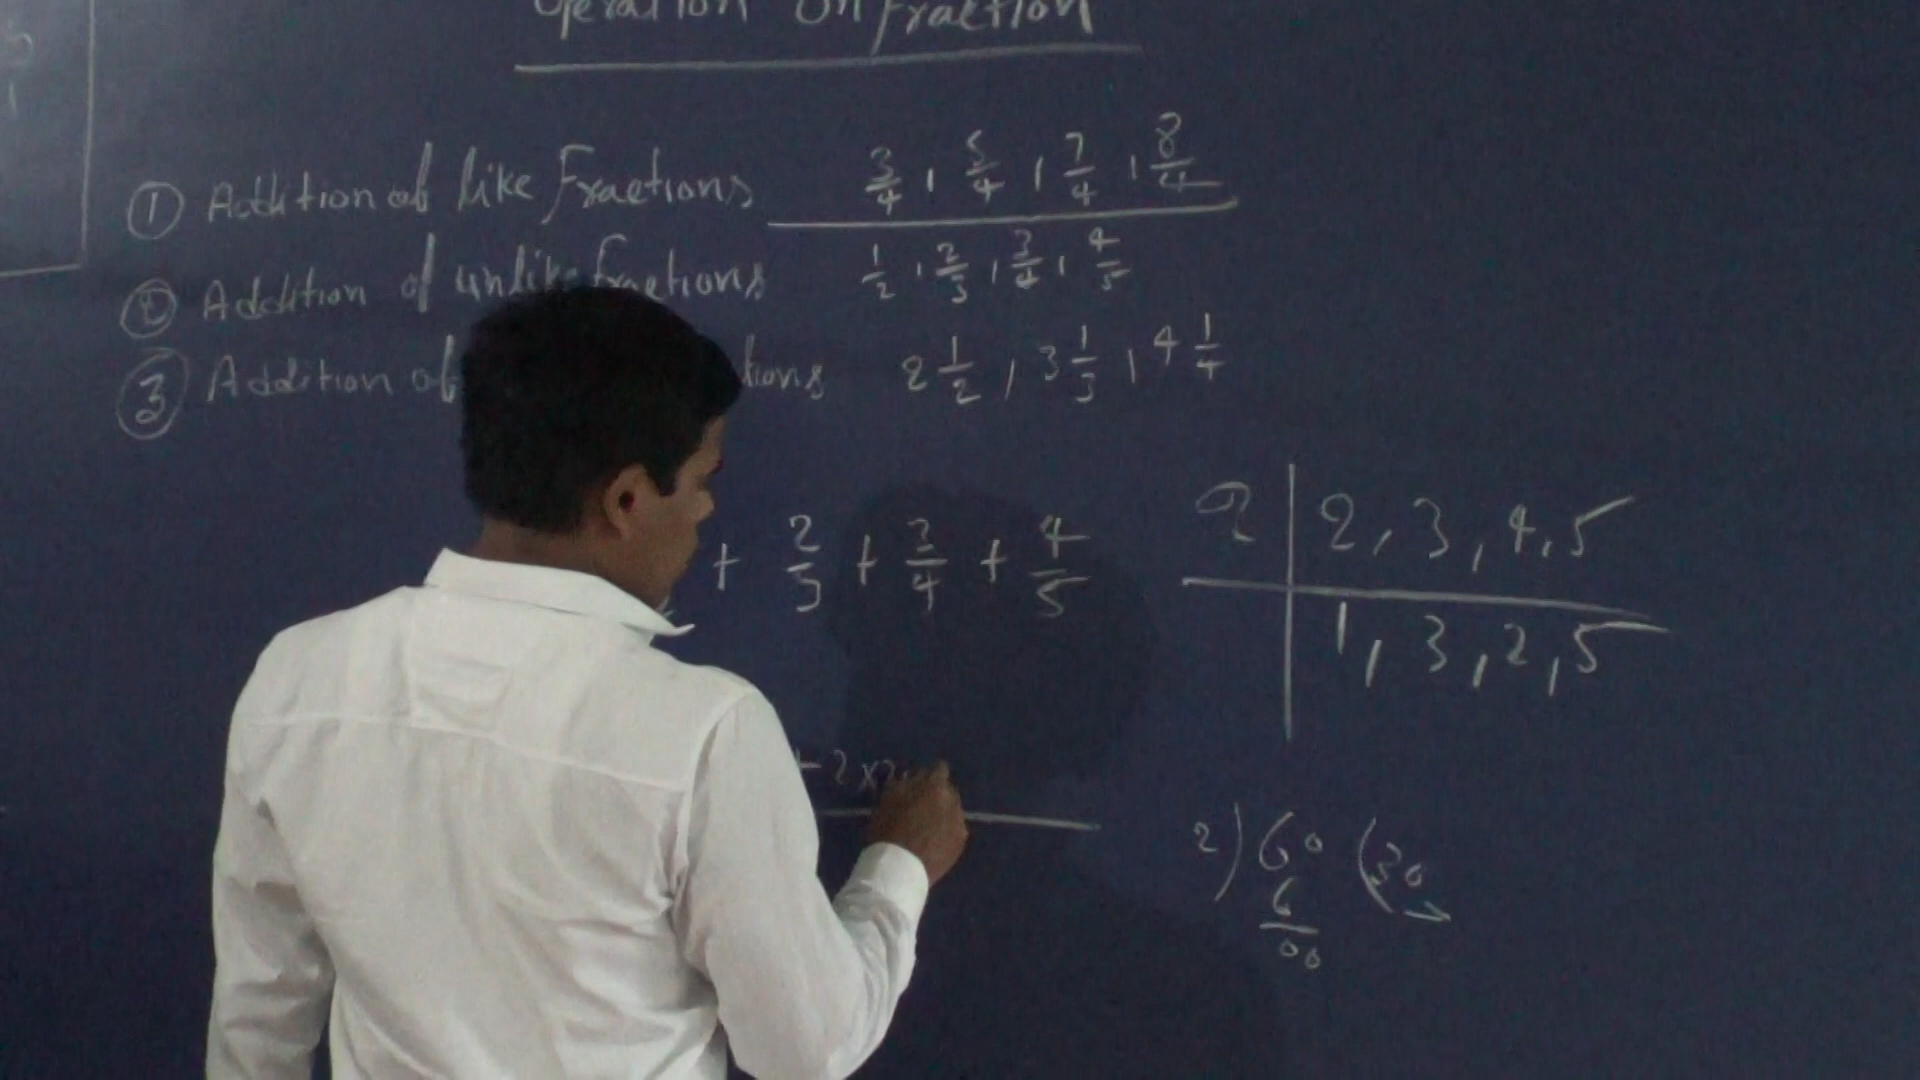 Operation On fraction
① Addition of like Fractions 3/4, 5/4, 7/4, 8/4
② Addition of unlike fractions 1/2, 2/3, 3/4, 4/5
③ Addition of tions 2 1/2, 3 1/3, 4 1/4
+ 2/3 + 3/4 + 4/5
2 | 2, 3, 4, 5
1, 3, 2, 5
+ 2×2
2) 60 (30
6
00